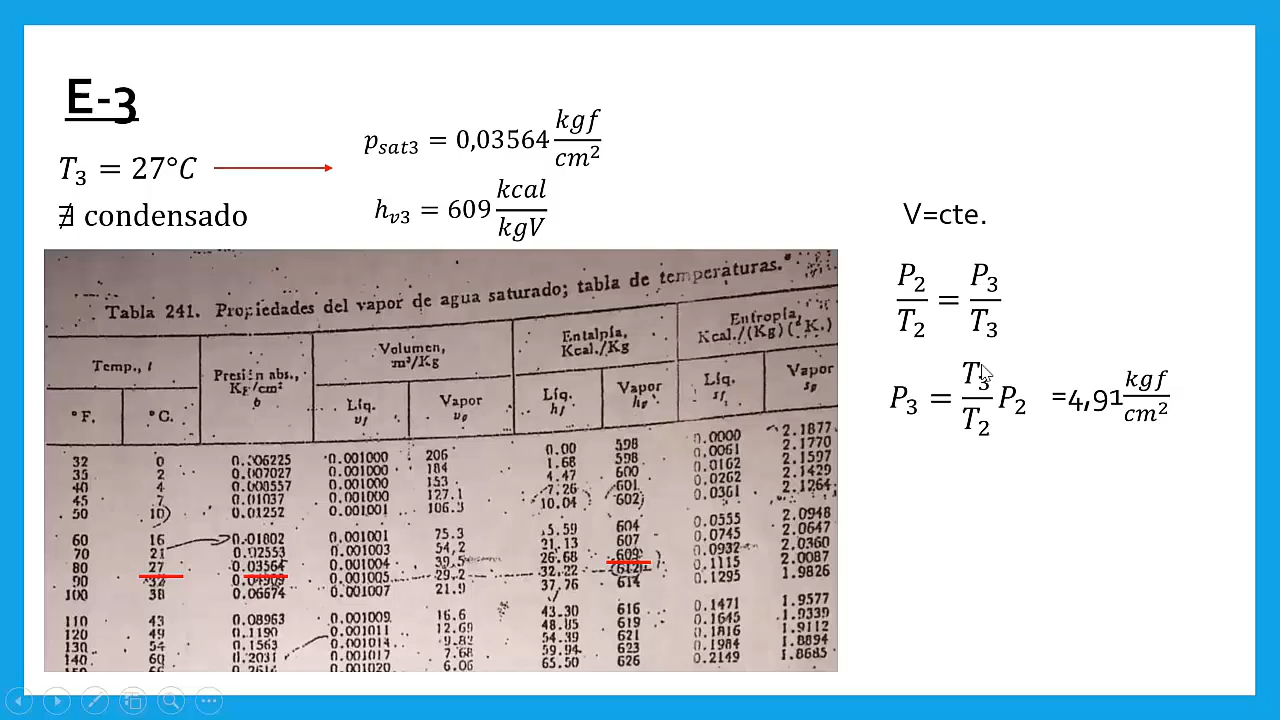 E-3
T₃ = 27°C
∄ condensado
p_sat3 = 0,03564 kgf/cm²
h_v3 = 609 kcal/kgV
V=cte.
P₂/T₂ = P₃/T₃
P₃ = T₃/T₂ P₂ =4,91 kgf/cm²
Tabla 241. Propiedades del vapor de agua saturado; tabla de temperaturas.
Temp., t
Presión abs., Kg/cm²
Volumen, m³/Kg
Entalpía, Kcal./Kg
Entropía, Kcal./(Kg)(°K.)
°F. °C. Líq. Vapor Líq. Vapor Líq. Vapor
32 0 0.001000 206 0.00 598 0.0000 2.1877
35 2 0.007027 0.001000 184 1.68 598 0.0061 2.1770
40 4 0.001000 153 4.47 600 0.0162 2.1597
45 7 0.01037 0.001000 127.1 7.26 601 0.0262 2.1429
50 10 0.01252 0.001001 106.3 10.04 602 0.0361 2.1264
60 16 0.01802 0.001001 75.3 604 0.0555 2.0948
70 21 0.02553 0.001003 54.2 21.13 607 0.0745 2.0647
80 27 0.03564 0.001004 39.5 26.68 609 0.0932 2.0360
90 32 0.001005 29.2 32.22 612 0.1115 2.0087
100 38 0.06674 0.001007 21.9 37.76 614 0.1295 1.9826
110 43 0.08963 0.001009 16.6 43.30 616 0.1471 1.9577
120 49 0.1190 0.001011 12.69 48.85 619 0.1645 1.9339
130 54 0.1563 0.001014 9.82 54.39 621 0.1816 1.9112
140 60 0.2031 0.001017 7.68 59.94 623 0.1984 1.8894
0.001020 6.06 65.50 626 0.2149 1.8685